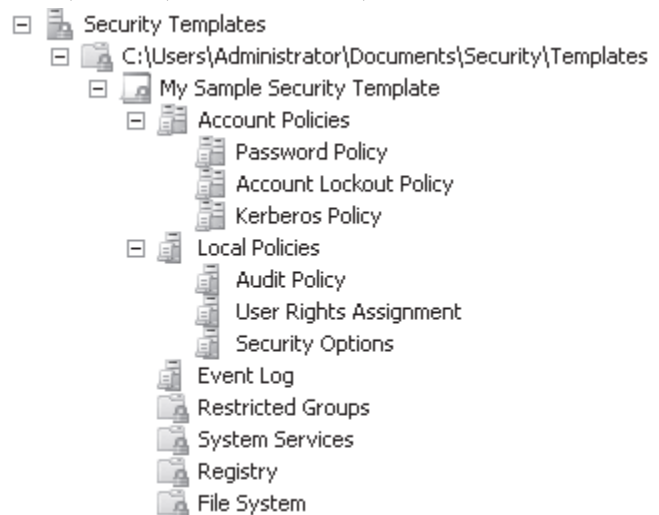 Security Templates
C:\Users\Administrator\Documents\Security\Templates
My Sample Security Template
Account Policies
Password Policy
Account Lockout Policy
Kerberos Policy
Local Policies
Audit Policy
User Rights Assignment
Security Options
Event Log
Restricted Groups
System Services
Registry
File System